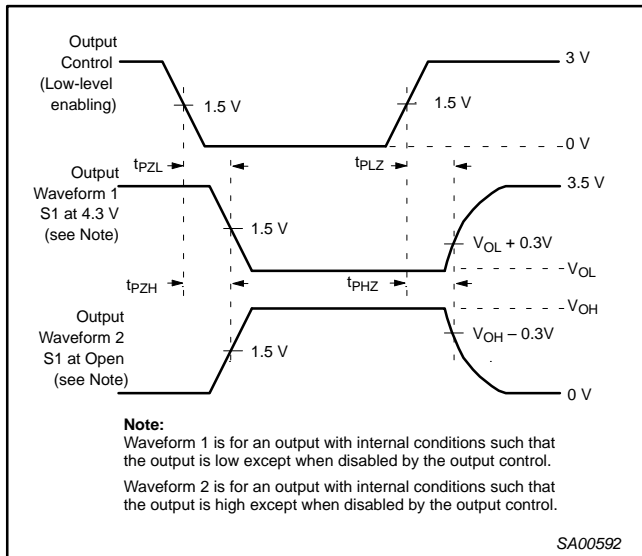 Output
Control
(Low-level
enabling)
3 V
1.5 V
1.5 V
0 V
tPZL
tPLZ
Output
Waveform 1
S1 at 4.3 V
(see Note)
3.5 V
1.5 V
VOL + 0.3V
VOL
tPZH
tPHZ
VOH
Output
Waveform 2
S1 at Open
(see Note)
1.5 V
VOH – 0.3V
0 V
Note:
Waveform 1 is for an output with internal conditions such that
the output is low except when disabled by the output control.
Waveform 2 is for an output with internal conditions such that
the output is high except when disabled by the output control.
SA00592